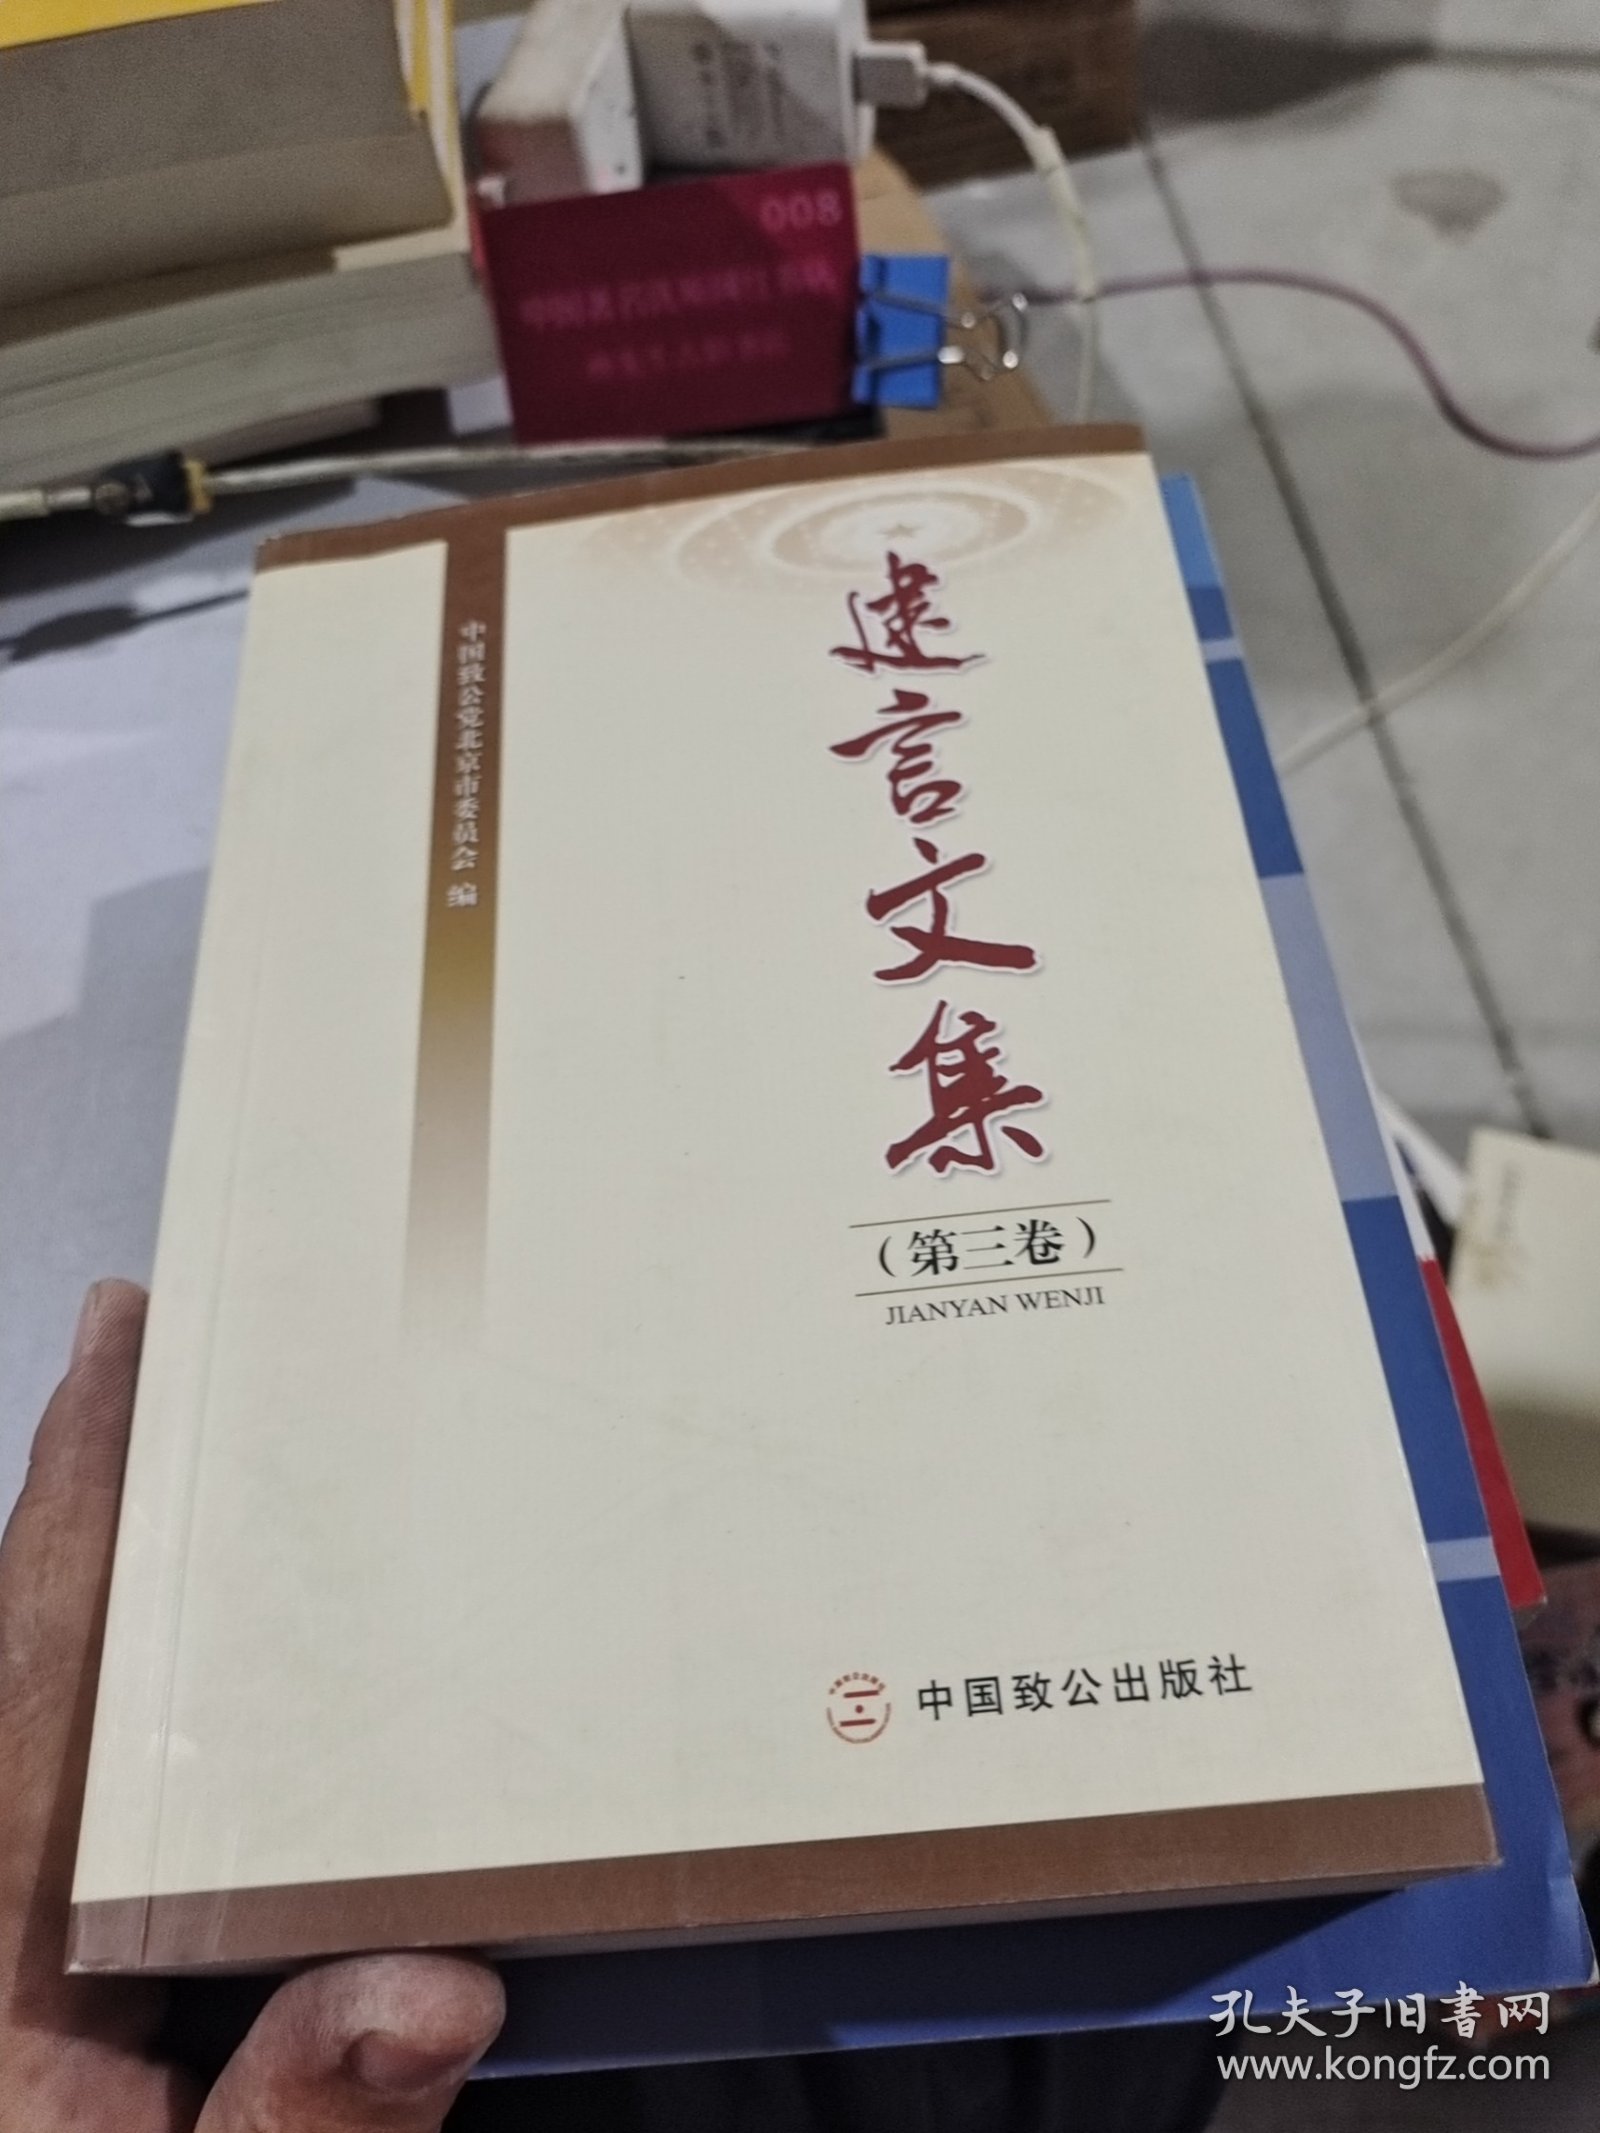 008
建言文集
（第三卷）
JIANYAN WENJI
中国致公党北京市委员会 编
中国致公出版社
孔夫子旧书网
www.kongfz.com